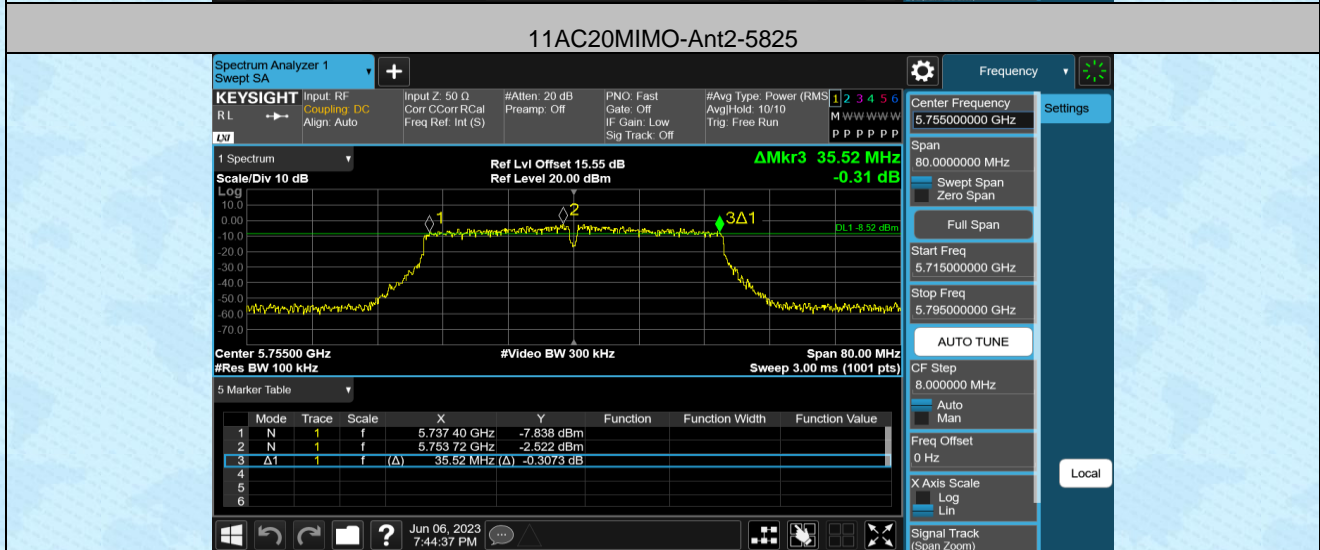 11AC20MIMO-Ant2-5825
Spectrum Analyzer 1
Swept SA
+
Frequency
KEYSIGHT
RL
LXI
Input: RF
Coupling: DC
Align: Auto
Input Z: 50 Ω
Corr CCorr RCal
Freq Ref: Int (S)
#Atten: 20 dB
Preamp: Off
PNO: Fast
Gate: Off
IF Gain: Low
Sig Track: Off
#Avg Type: Power (RMS
Avg|Hold: 10/10
Trig: Free Run
1 2 3 4 5 6
M W W W W W
P P P P P P
1 Spectrum
Scale/Div 10 dB
Ref Lvl Offset 15.55 dB
Ref Level 20.00 dBm
ΔMkr3 35.52 MHz
-0.31 dB
Log
10.0
0.00
-10.0
-20.0
-30.0
-40.0
-50.0
-60.0
-70.0
1
2
3Δ1
DL1 -8.52 dBm
Center 5.75500 GHz
#Video BW 300 kHz
Span 80.00 MHz
#Res BW 100 kHz
Sweep 3.00 ms (1001 pts)
5 Marker Table
Mode Trace Scale X Y Function Function Width Function Value
1 N 1 f 5.737 40 GHz -7.838 dBm
2 N 1 f 5.753 72 GHz -2.522 dBm
3 Δ1 1 f (Δ) 35.52 MHz (Δ) -0.3073 dB
4
5
6
?
Jun 06, 2023
7:44:37 PM
Center Frequency
5.755000000 GHz
Settings
Span
80.0000000 MHz
Swept Span
Zero Span
Full Span
Start Freq
5.715000000 GHz
Stop Freq
5.795000000 GHz
AUTO TUNE
CF Step
8.000000 MHz
Auto
Man
Freq Offset
0 Hz
X Axis Scale
Log
Lin
Local
Signal Track
(Span Zoom)